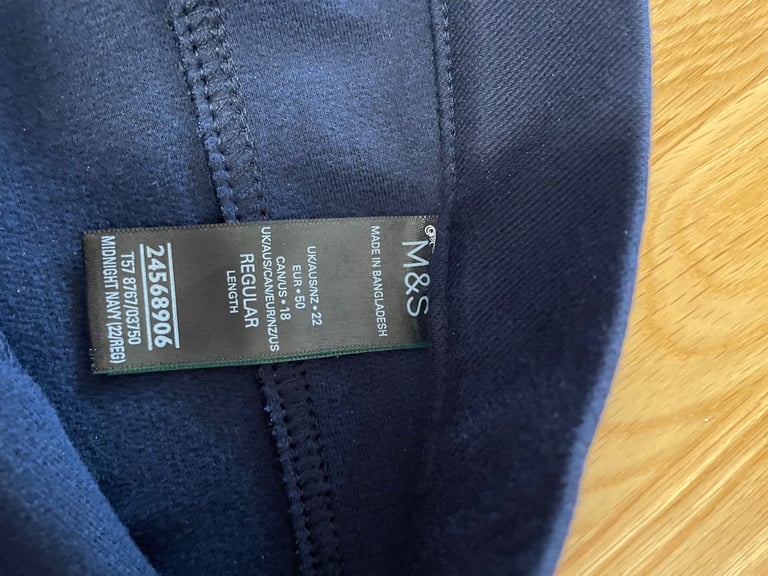 M&S
MADE IN BANGLADESH
UK/AUS/NZ • 22
EUR • 50
CAN/US • 18
UK/AUS/CAN/EUR/NZ/US
REGULAR
LENGTH
24568906
T57 8767/03750
MIDNIGHT NAVY (22/REG)